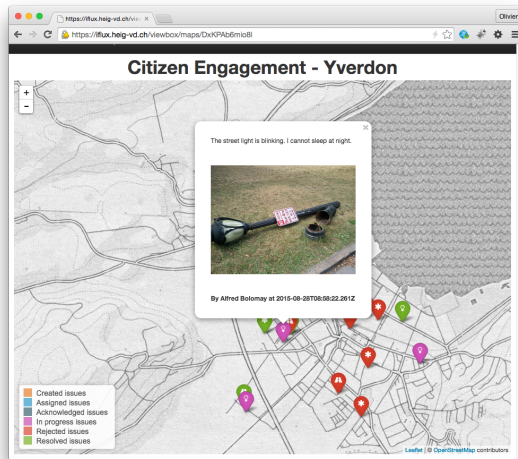 Olivier
https://iflux.heig-vd.ch/view
https://iflux.heig-vd.ch/viewbox/maps/DxKPAb6mio8l
Citizen Engagement - Yverdon
+
-
×
The street light is blinking. I cannot sleep at night.
By Alfred Bolomay at 2015-08-28T08:58:22.261Z
Created issues
Assigned issues
Acknowledged issues
In progress issues
Rejected issues
Resolved issues
Leaflet | © OpenStreetMap contributors